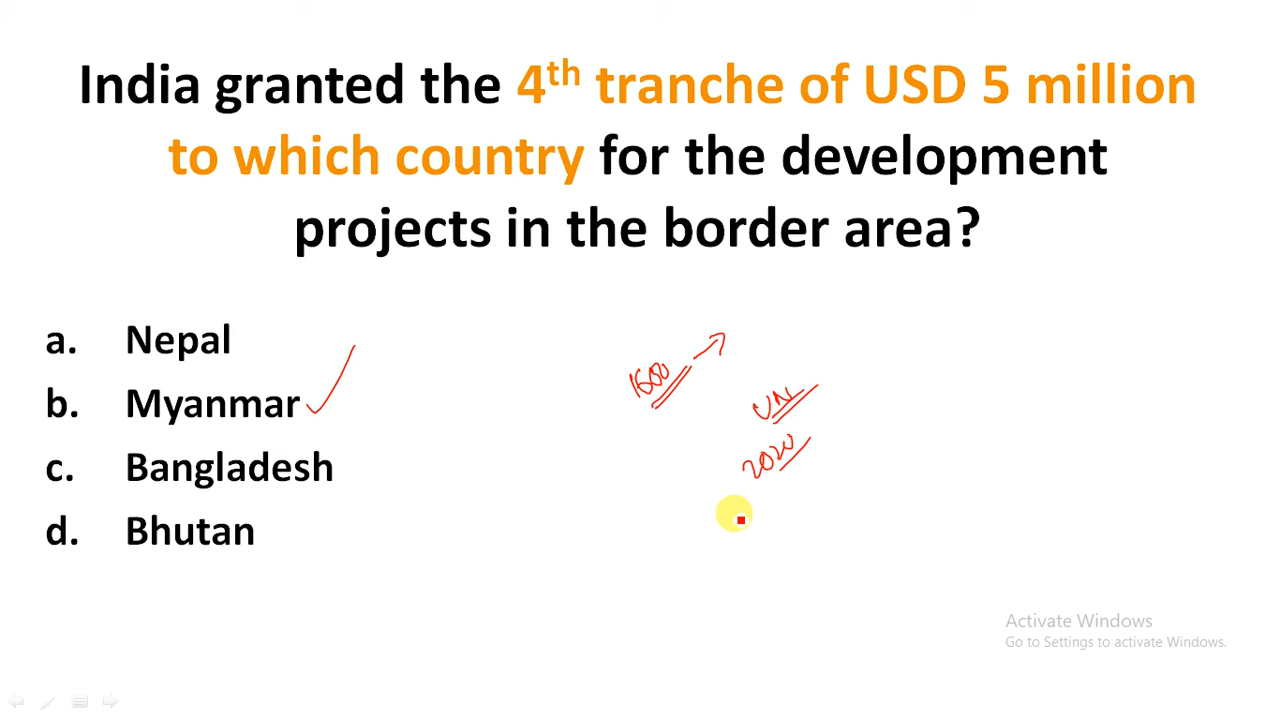 India granted the 4th tranche of USD 5 million
to which country for the development
projects in the border area?
a. Nepal
b. Myanmar
c. Bangladesh
d. Bhutan
UN
2020
Activate Windows
Go to Settings to activate Windows.